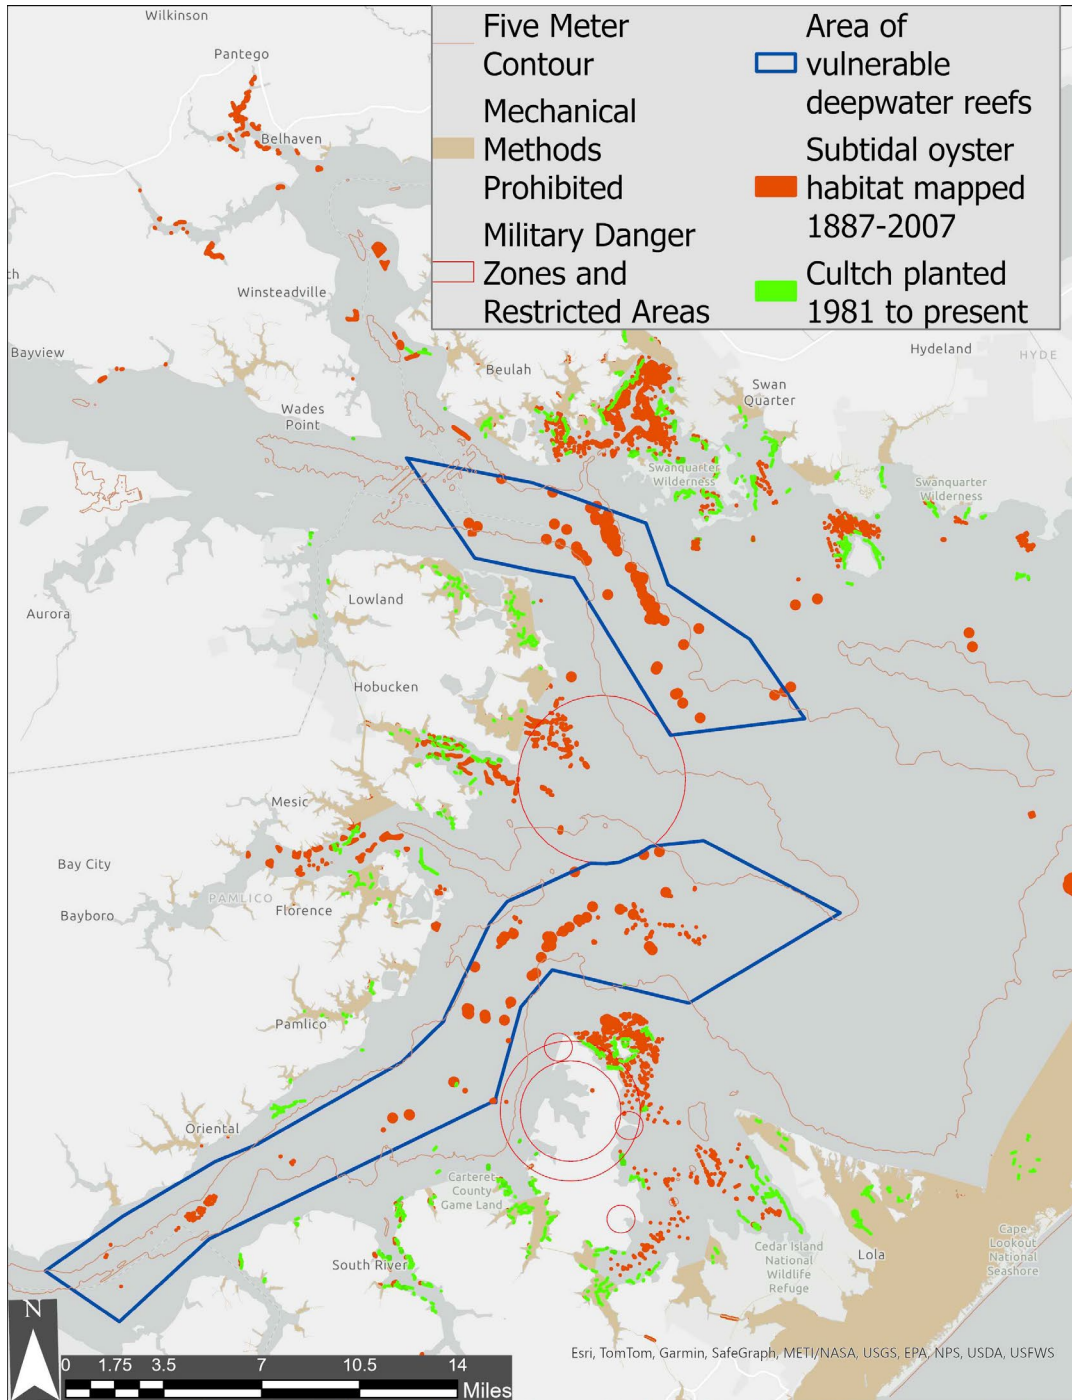 Wilkinson
Pantego
Belhaven
Five Meter
Contour
Mechanical
Methods
Prohibited
Military Danger
Zones and
Restricted Areas
Area of
vulnerable
deepwater reefs
Subtidal oyster
habitat mapped
1887-2007
Cultch planted
1981 to present
th
Winsteadville
Bayview
Beulah
Hydeland
HYDE
Swan
Quarter
Wades
Point
Swanquarter
Wilderness
Swanquarter
Wilderness
Aurora
Lowland
Hobucken
Mesic
Bay City
PAMLICO
Bayboro
Florence
Pamlico
Oriental
Carteret
County
Game Land
South River
Cedar Island
National
Wildlife
Refuge
Lola
Cape
Lookout
National
Seashore
N
0 1.75 3.5 7 10.5 14
Miles
Esri, TomTom, Garmin, SafeGraph, METI/NASA, USGS, EPA, NPS, USDA, USFWS